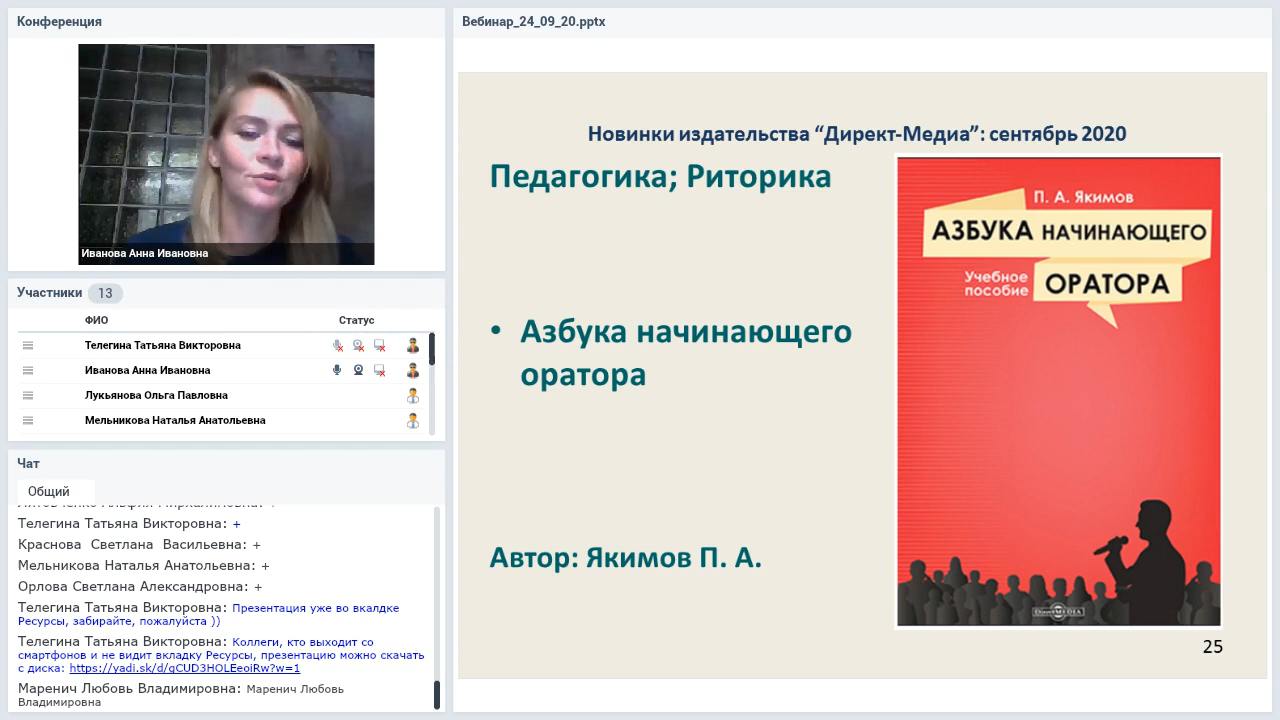 Конференция
Иванова Анна Ивановна
Участники 13
ФИО Статус
Телегина Татьяна Викторовна
Иванова Анна Ивановна
Лукьянова Ольга Павловна
Мельникова Наталья Анатольевна
Чат
Общий
Телегина Татьяна Викторовна: +
Краснова Светлана Васильевна: +
Мельникова Наталья Анатольевна: +
Орлова Светлана Александровна: +
Телегина Татьяна Викторовна: Презентация уже во вкалдке
Ресурсы, забирайте, пожалуйста ))
Телегина Татьяна Викторовна: Коллеги, кто выходит со
смартфонов и не видит вкладку Ресурсы, презентацию можно скачать
с диска: https://yadi.sk/d/gCUD3HOLEeoiRw?w=1
Маренич Любовь Владимировна: Маренич Любовь
Владимировна
Вебинар_24_09_20.pptx
Новинки издательства “Директ-Медиа”: сентябрь 2020
Педагогика; Риторика
• Азбука начинающего
оратора
Автор: Якимов П. А.
П. А. Якимов
АЗБУКА НАЧИНАЮЩЕГО
Учебное
пособие
ОРАТОРА
DirectMEDIA
25